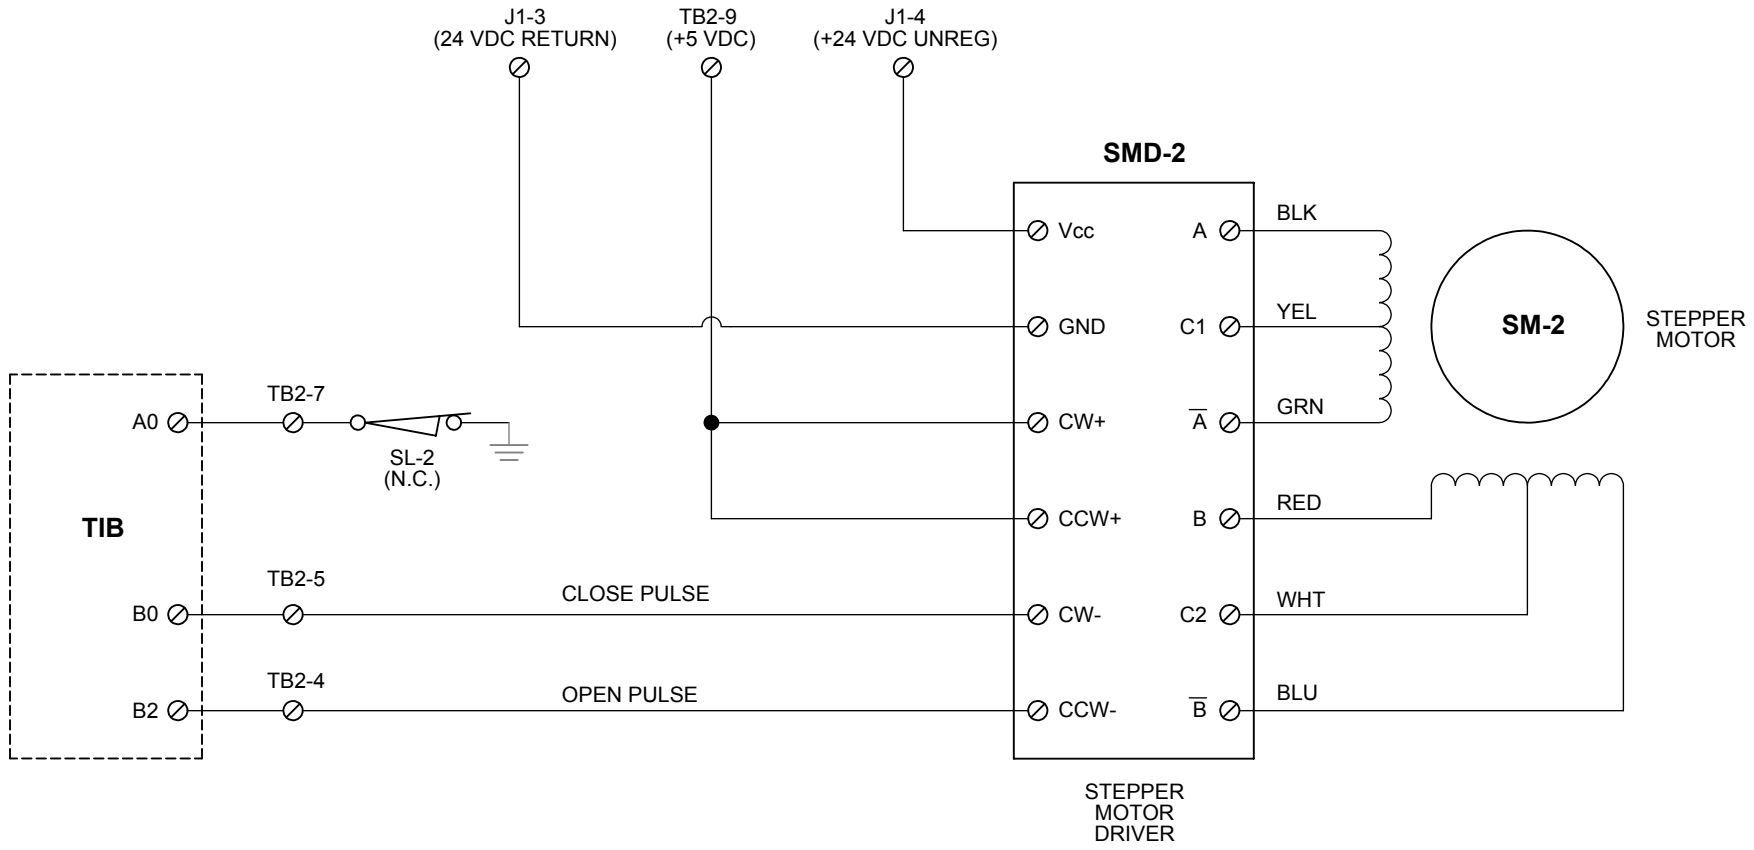 J1-3
(24 VDC RETURN)
TB2-9
(+5 VDC)
J1-4
(+24 VDC UNREG)
SMD-2
Vcc
A
BLK
GND
C1
YEL
SM-2
STEPPER
MOTOR
A0
TB2-7
SL-2
(N.C.)
CW+
A̅
GRN
TIB
CCW+
B
RED
B0
TB2-5
CLOSE PULSE
CW-
C2
WHT
B2
TB2-4
OPEN PULSE
CCW-
B̅
BLU
STEPPER
MOTOR
DRIVER